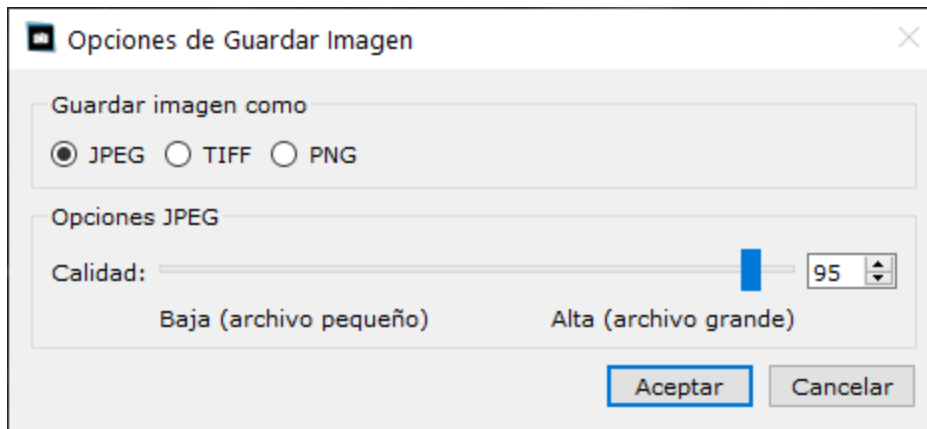 Opciones de Guardar Imagen
Guardar imagen como
JPEG TIFF PNG
Opciones JPEG
Calidad: 95
Baja (archivo pequeño) Alta (archivo grande)
Aceptar Cancelar